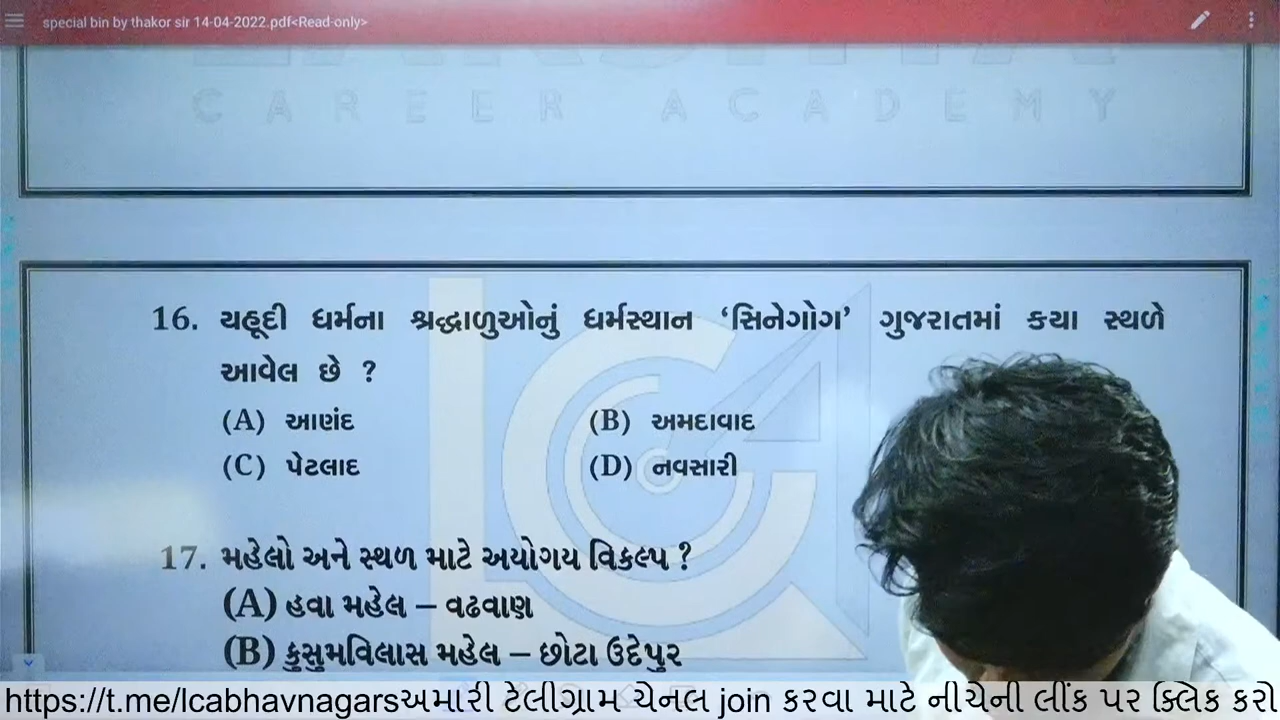 special bin by thakor sir 14-04-2022.pdf<Read-only>
CAREER ACADEMY
16. યહૂદી ધર્મના શ્રદ્ધાળુઓનું ધર્મસ્થાન ‘સિનેગોગ’ ગુજરાતમાં કયા સ્થળે
આવેલ છે ?
(A) આણંદ (B) અમદાવાદ
(C) પેટલાદ (D) નવસારી
17. મહેલો અને સ્થળ માટે અયોગય વિકલ્પ ?
(A) હવા મહેલ – વઢવાણ
(B) કુસુમવિલાસ મહેલ – છોટા ઉદેપુર
https://t.me/lcabhavnagarsઅમારી ટેલીગ્રામ ચેનલ join કરવા માટે નીચેની લીંક પર ક્લિક કરો